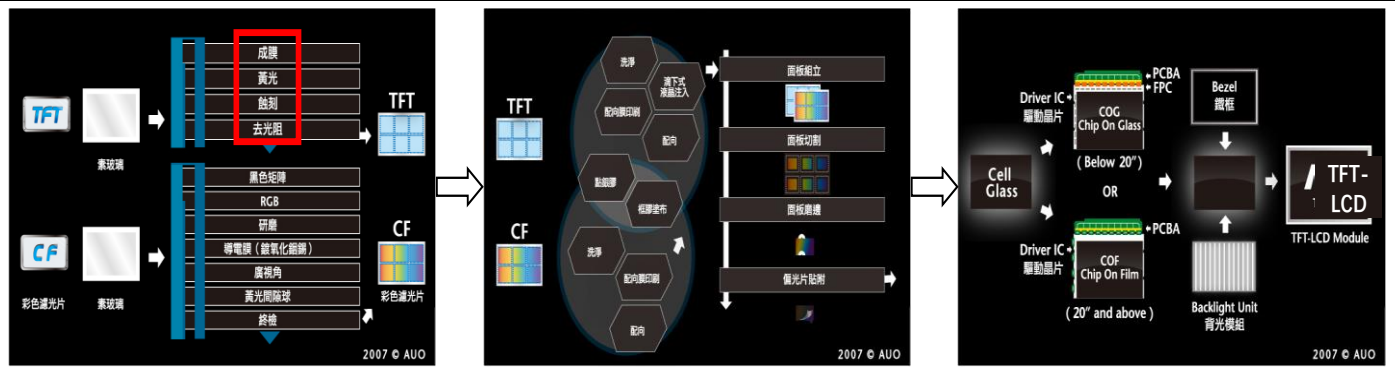 TFT
素玻璃
成膜
黃光
蝕刻
去光阻
TFT
CF
彩色濾光片
素玻璃
黑色矩陣
RGB
研磨
導電膜（鍍氧化銦錫）
廣視角
黃光間隙球
終檢
CF
彩色濾光片
2007 © AUO
TFT
CF
洗淨
滴下式
液晶注入
配向膜印刷
配向
框膠塗布
洗淨
配向膜印刷
配向
面板組立
面板切割
面板磨邊
偏光片貼附
2007 © AUO
Cell
Glass
Driver IC
驅動晶片
PCBA
FPC
COG
Chip On Glass
( Below 20" )
OR
Driver IC
驅動晶片
PCBA
COF
Chip On Film
( 20" and above )
Bezel
鐵框
Backlight Unit
背光模組
TFT-
LCD
TFT-LCD Module
2007 © AUO